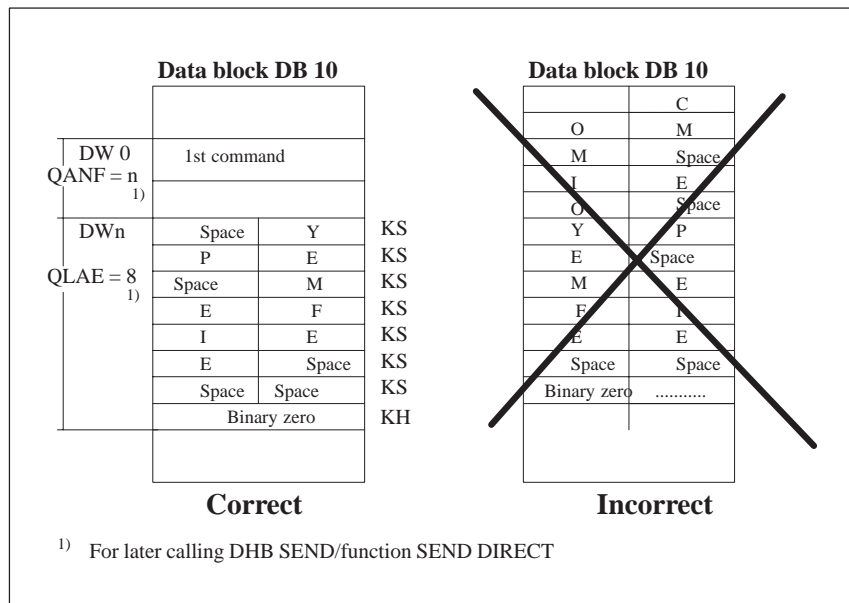 Data block DB 10
DW 0
QANF = n
1)
1st command
DWn
QLAE = 8
1)
Space Y KS
P E KS
Space M KS
E F KS
I E KS
E Space KS
Space Space KS
Binary zero KH
Correct
Data block DB 10
C
O M
M Space
I E
O Space
Y P
E Space
M E
F I
E E
Space Space
Binary zero ...........
Incorrect
1) For later calling DHB SEND/function SEND DIRECT